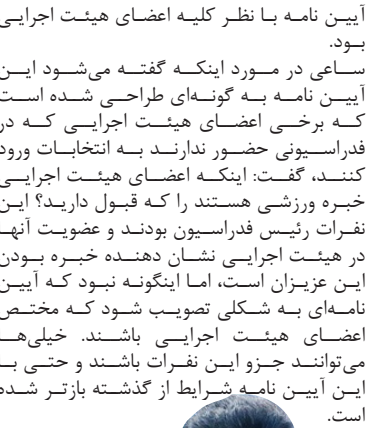 آیین نامـه بـا نظـر کلیـه اعضـای هیئـت اجرایـی
بـود.
سـاعی در مـورد اینکـه گفتـه می‌شـود ایـن
آییـن نامـه بـه گونـه‌ای طراحـی شـده اسـت
کـه برخـی اعضـای هیئـت اجرایـی کـه در
فدراسـیونی حضـور ندارنـد بـه انتخابـات ورود
کننـد، گفـت: اینکـه اعضـای هیئـت اجرایـی
خبـره ورزشـی هسـتند را کـه قبـول داریـد؟ ایـن
نفـرات رئیـس فدراسـیون بودنـد و عضویـت آنهـا
در هیئـت اجرایـی نشـان دهنـده خبـره بـودن
ایـن عزیـزان اسـت، امـا اینگونـه نبـود کـه آییـن
نامـه‌ای بـه شـکلی تصویـب شـود کـه مختـص
اعضـای هیئـت اجرایـی باشـند. خیلی‌هـا
می‌تواننـد جـزو ایـن نفـرات باشـند و حتـی بـا
ایـن آییـن نامـه شـرایط از گذشـته بازتـر شـده
اسـت.